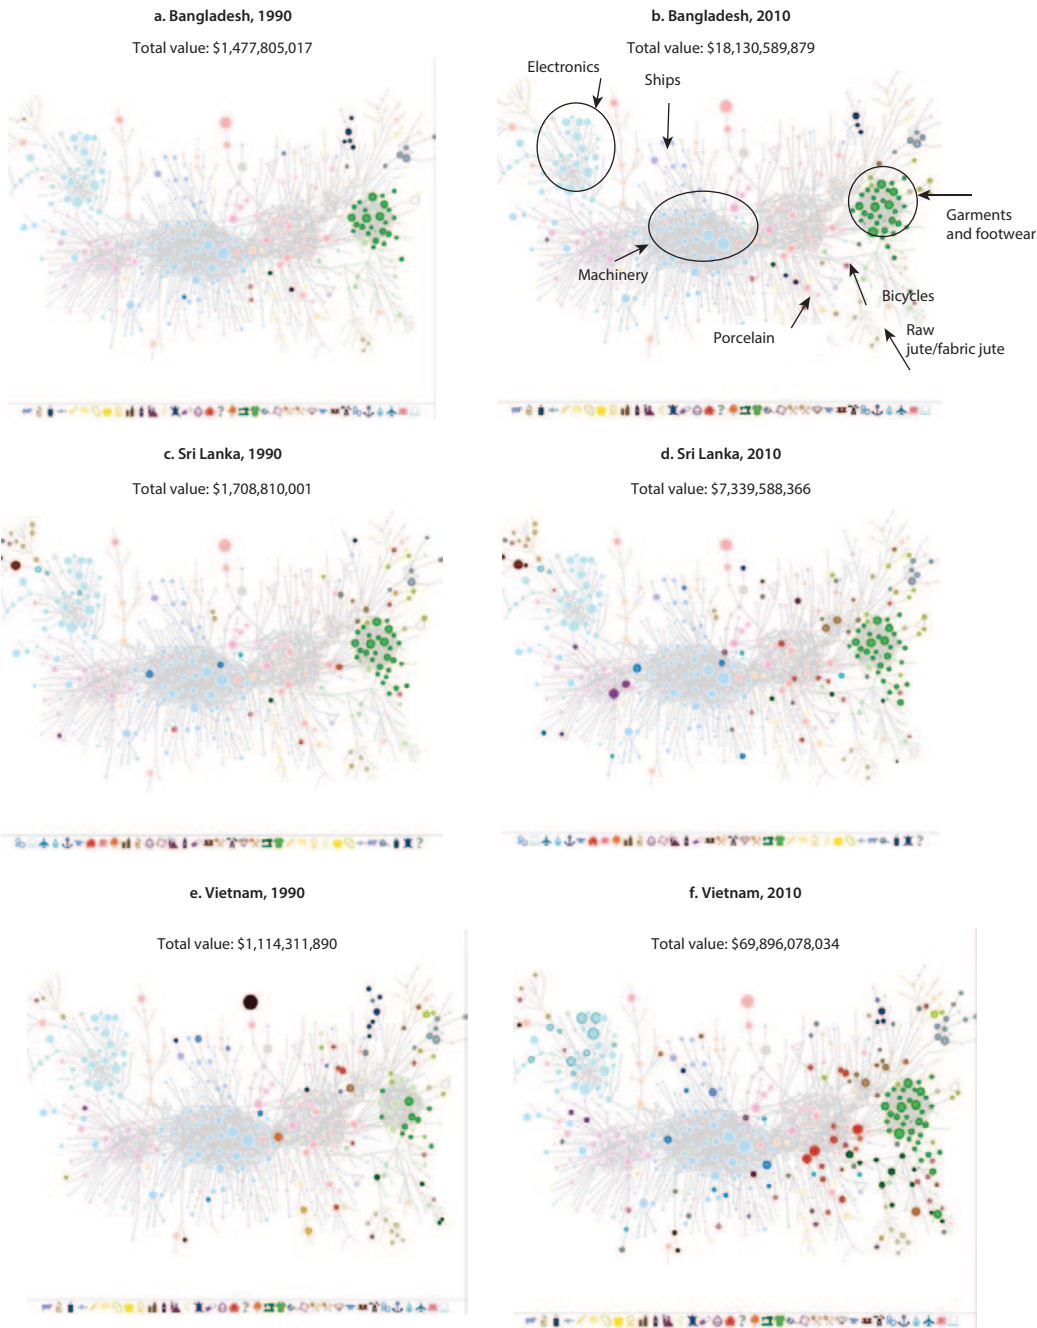 a. Bangladesh, 1990
Total value: $1,477,805,017
b. Bangladesh, 2010
Total value: $18,130,589,879
Electronics
Ships
Garments
and footwear
Machinery
Bicycles
Porcelain
Raw
jute/fabric jute
c. Sri Lanka, 1990
Total value: $1,708,810,001
d. Sri Lanka, 2010
Total value: $7,339,588,366
e. Vietnam, 1990
Total value: $1,114,311,890
f. Vietnam, 2010
Total value: $69,896,078,034